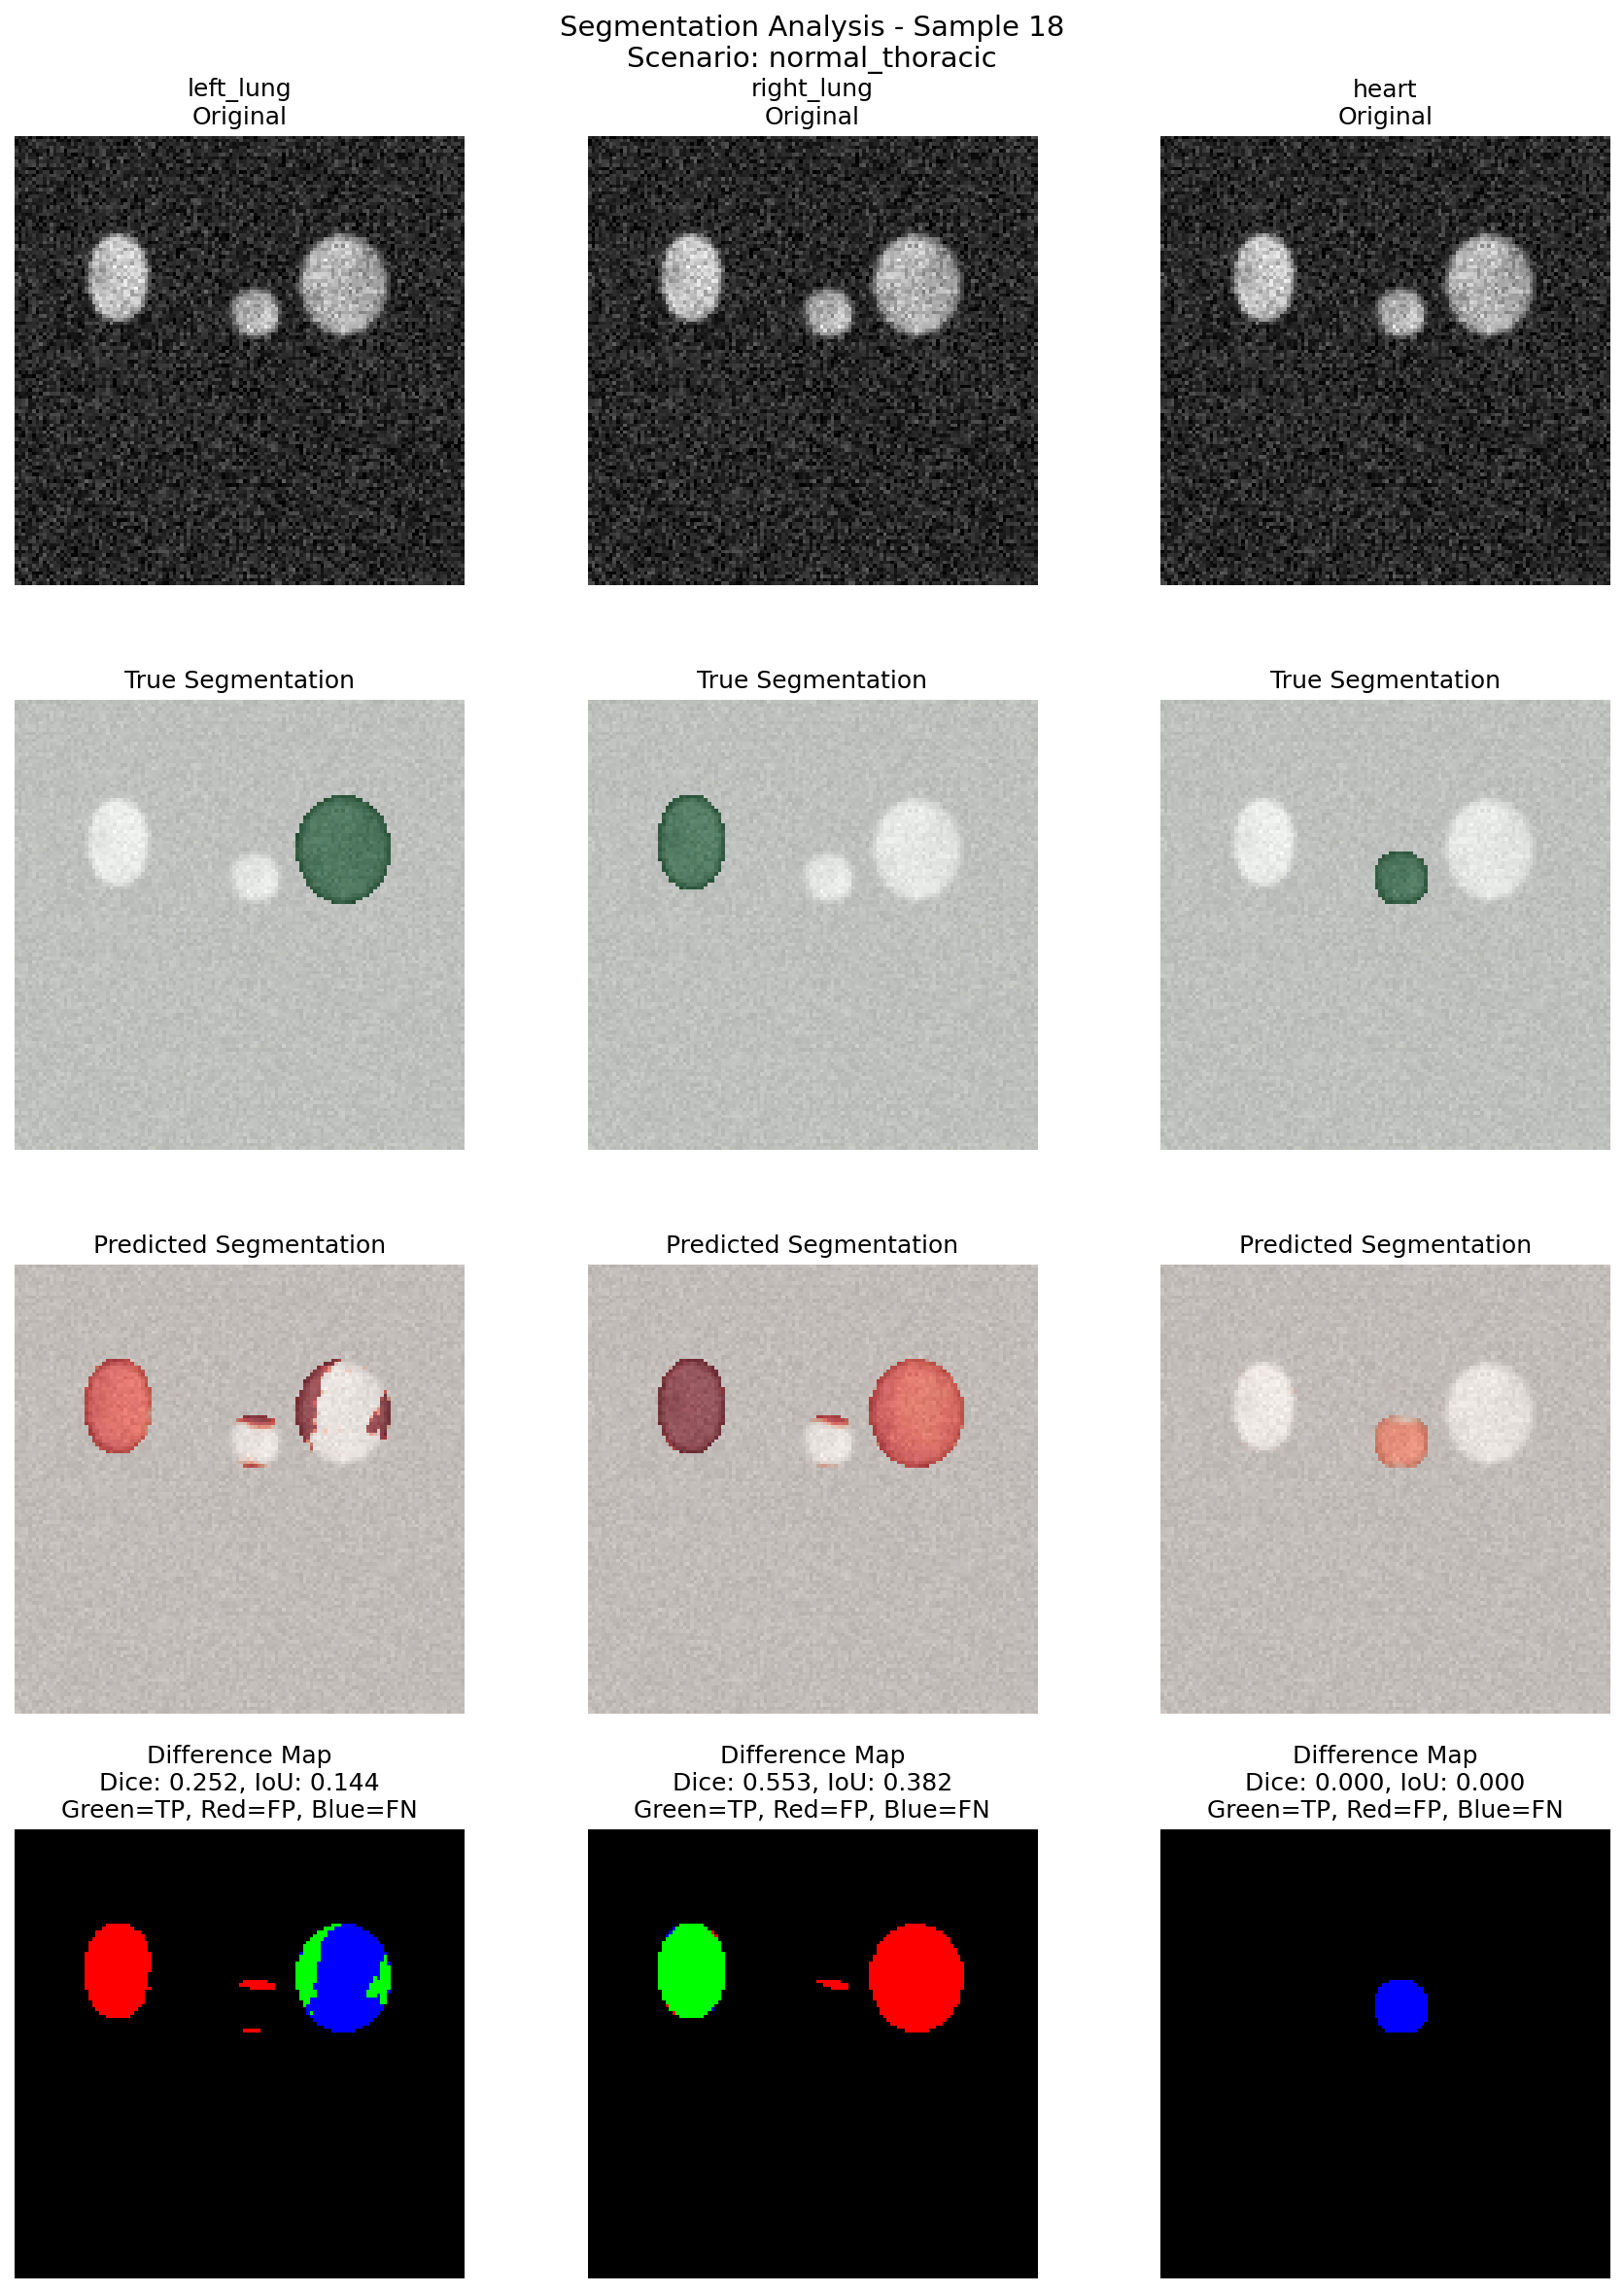 Segmentation Analysis - Sample 18
Scenario: normal_thoracic
left_lung
Original
right_lung
Original
heart
Original
True Segmentation
True Segmentation
True Segmentation
Predicted Segmentation
Predicted Segmentation
Predicted Segmentation
Difference Map
Dice: 0.252, IoU: 0.144
Green=TP, Red=FP, Blue=FN
Difference Map
Dice: 0.553, IoU: 0.382
Green=TP, Red=FP, Blue=FN
Difference Map
Dice: 0.000, IoU: 0.000
Green=TP, Red=FP, Blue=FN